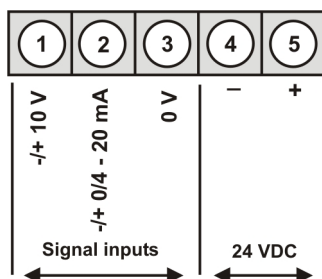 1 2 3 4 5
– +
-/+ 10 V
-/+ 0/4 - 20 mA
0 V
Signal inputs
24 VDC